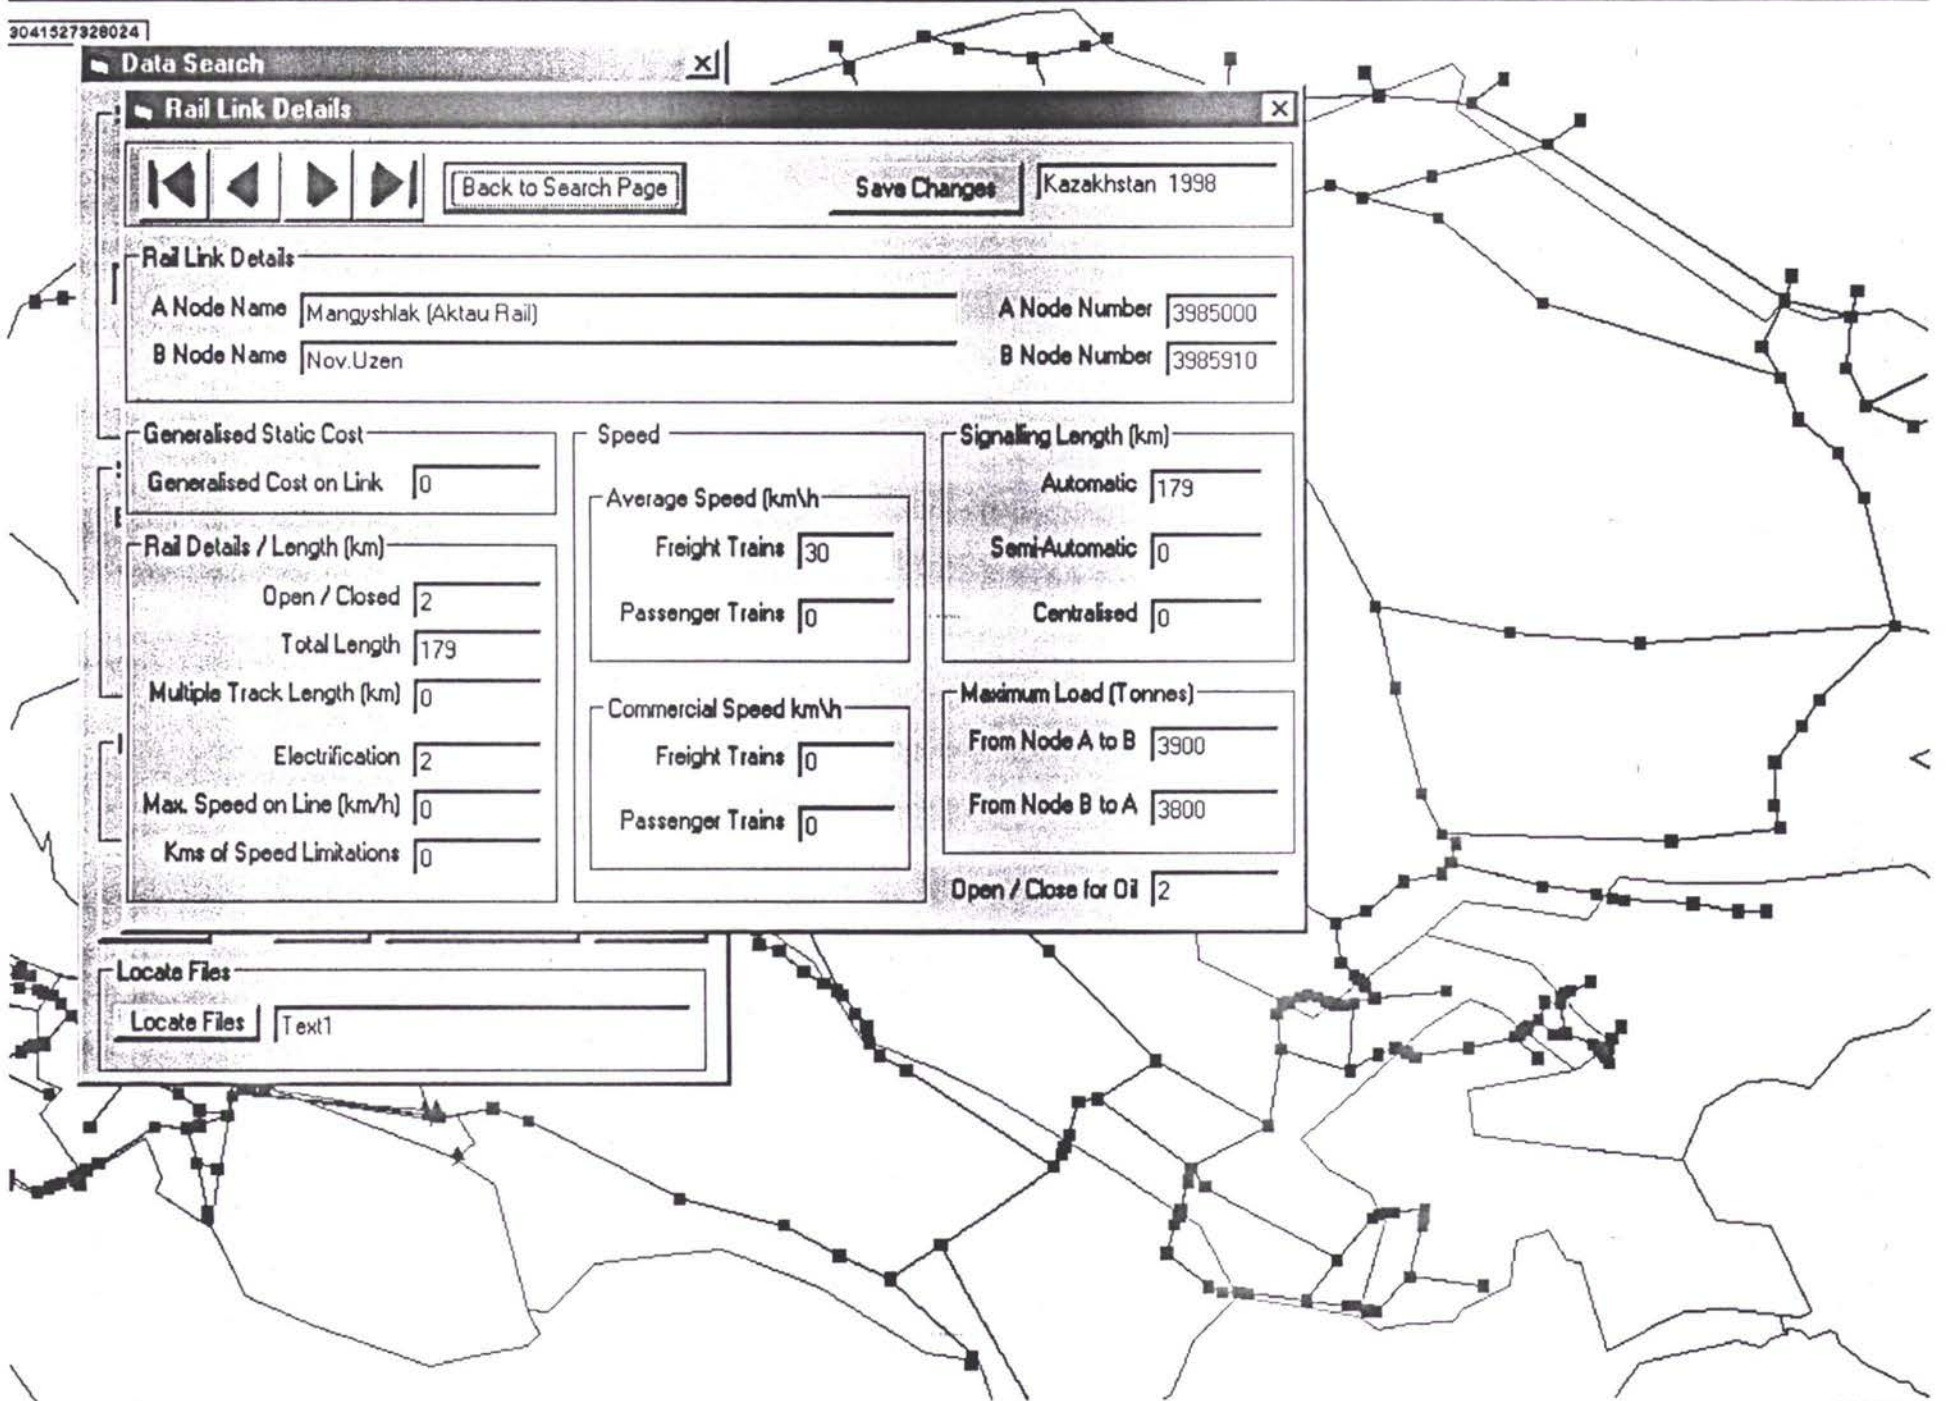 3041527328024
Data Search
Rail Link Details
Back to Search Page
Save Changes
Kazakhstan 1998
Rail Link Details
A Node Name
Mangyshlak (Aktau Rail)
A Node Number
3985000
B Node Name
Nov.Uzen
B Node Number
3985910
Generalised Static Cost
Generalised Cost on Link
0
Rail Details / Length (km)
Open / Closed
2
Total Length
179
Multiple Track Length (km)
0
Electrification
2
Max. Speed on Line (km/h)
0
Kms of Speed Limitations
0
Speed
Average Speed (km\h
Freight Trains
30
Passenger Trains
0
Commercial Speed km\h
Freight Trains
0
Passenger Trains
0
Signalling Length (km)
Automatic
179
Semi-Automatic
0
Centralised
0
Maximum Load (Tonnes)
From Node A to B
3900
From Node B to A
3800
Open / Close for Oil
2
Locate Files
Locate Files
Text1